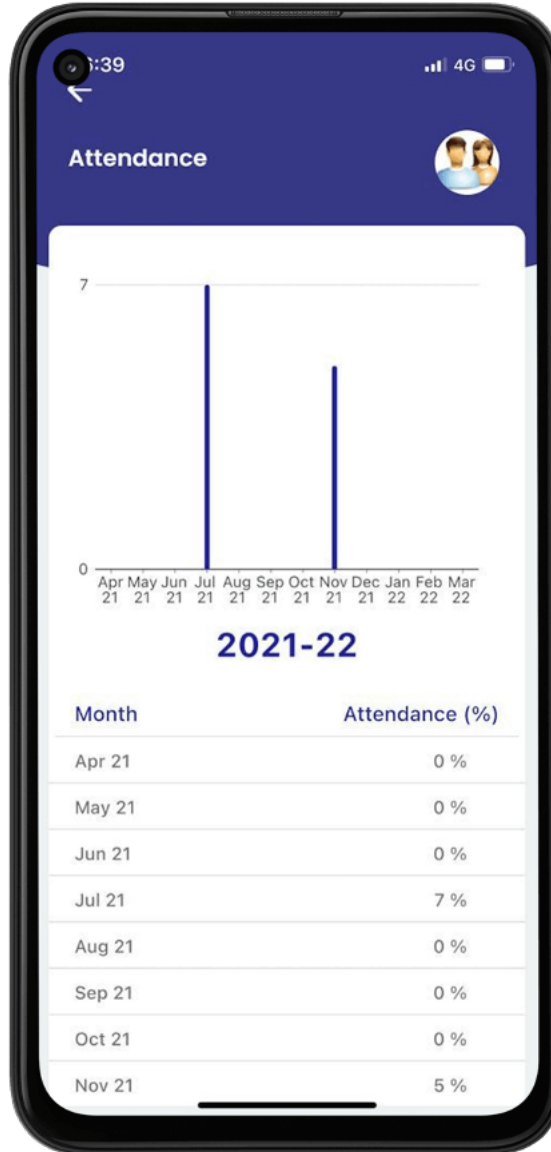 :39
4G
Attendance
7
0
Apr May Jun Jul Aug Sep Oct Nov Dec Jan Feb Mar
21 21 21 21 21 21 21 21 21 22 22 22
2021-22
Month Attendance (%)
Apr 21 0 %
May 21 0 %
Jun 21 0 %
Jul 21 7 %
Aug 21 0 %
Sep 21 0 %
Oct 21 0 %
Nov 21 5 %